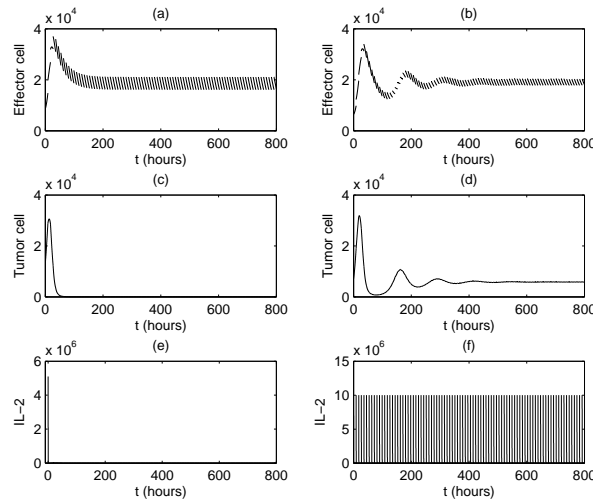 (a)
x 10^4
4
2
0
Effector cell
0 200 400 600 800
t (hours)
(b)
x 10^4
4
2
0
Effector cell
0 200 400 600 800
t (hours)
(c)
x 10^4
4
2
0
Tumor cell
0 200 400 600 800
t (hours)
(d)
x 10^4
4
2
0
Tumor cell
0 200 400 600 800
t (hours)
(e)
x 10^6
6
4
2
0
IL−2
0 200 400 600 800
t (hours)
(f)
x 10^6
15
10
5
0
IL−2
0 200 400 600 800
t (hours)